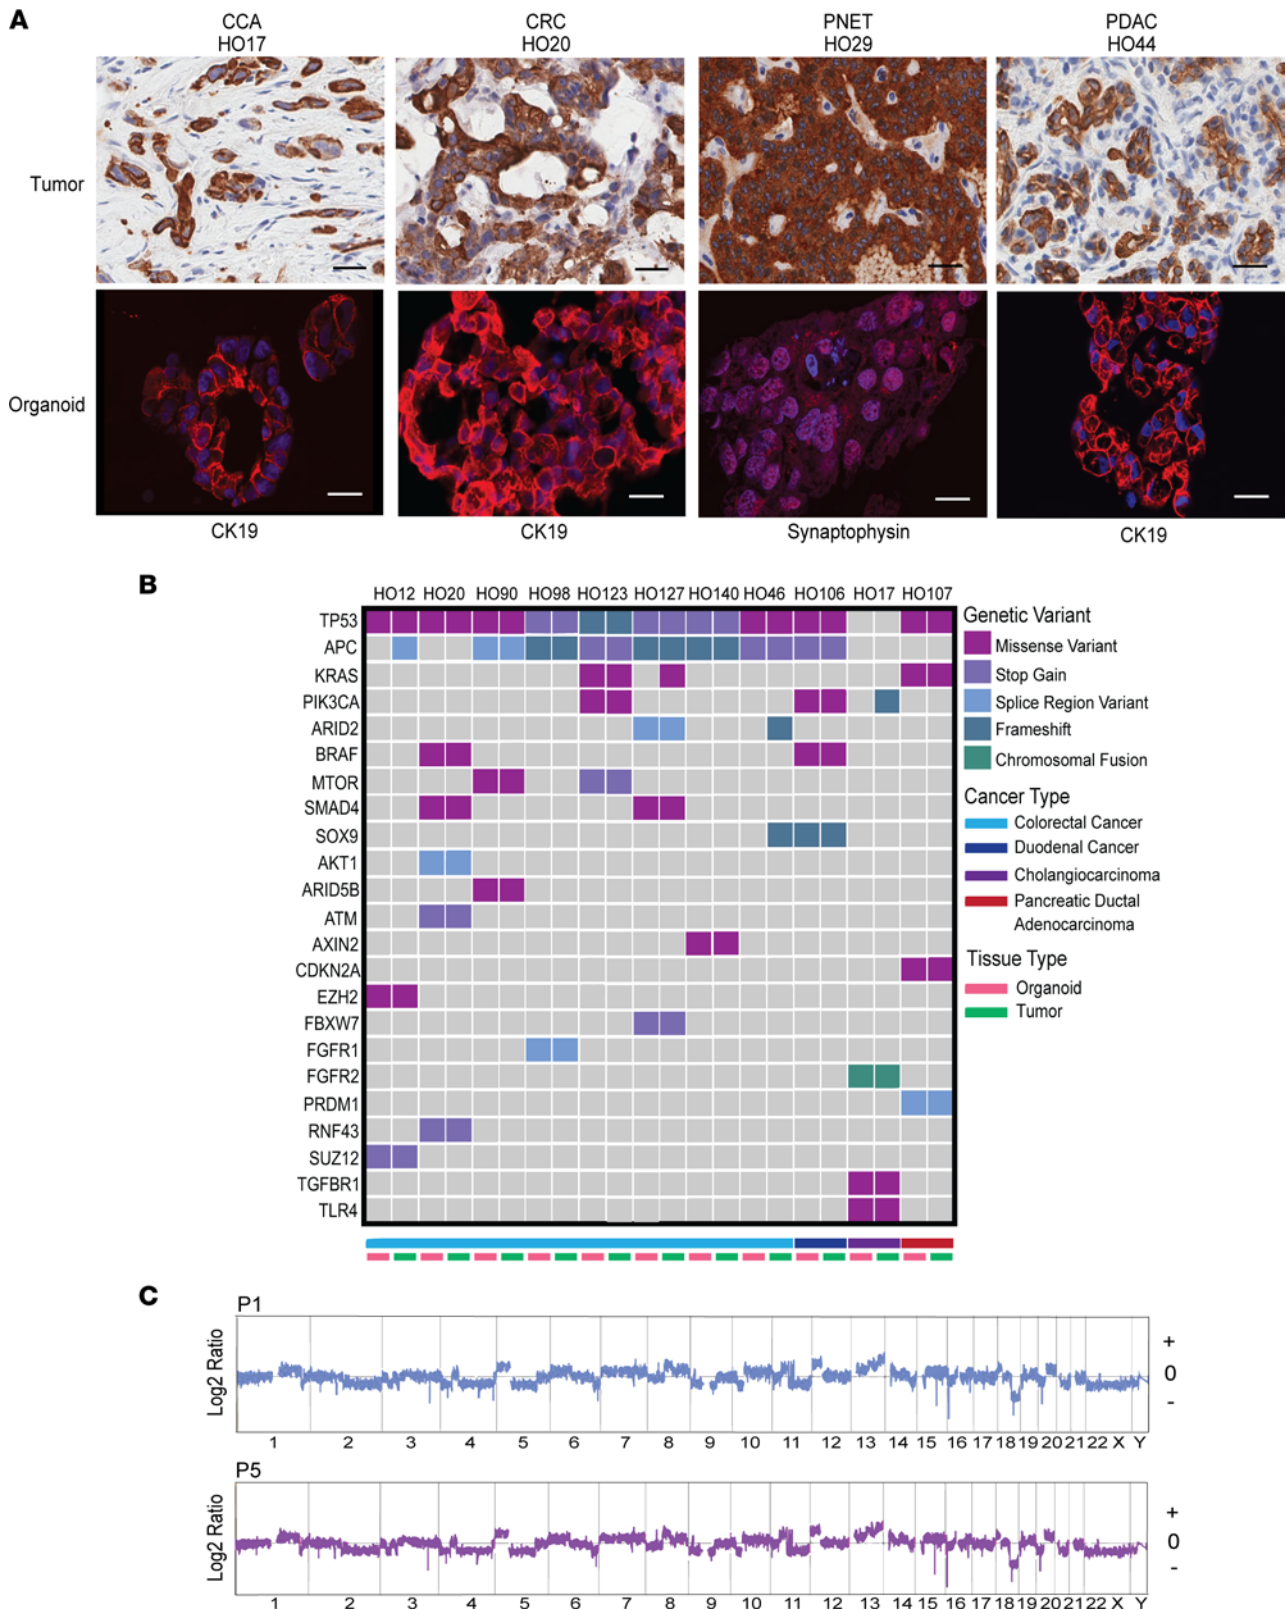 A
CCA
HO17
CRC
HO20
PNET
HO29
PDAC
HO44
Tumor
Organoid
CK19
CK19
Synaptophysin
CK19
B
HO12 HO20 HO90 HO98 HO123 HO127 HO140 HO46 HO106 HO17 HO107
TP53
APC
KRAS
PIK3CA
ARID2
BRAF
MTOR
SMAD4
SOX9
AKT1
ARID5B
ATM
AXIN2
CDKN2A
EZH2
FBXW7
FGFR1
FGFR2
PRDM1
RNF43
SUZ12
TGFBR1
TLR4
Genetic Variant
Missense Variant
Stop Gain
Splice Region Variant
Frameshift
Chromosomal Fusion
Cancer Type
Colorectal Cancer
Duodenal Cancer
Cholangiocarcinoma
Pancreatic Ductal
Adenocarcinoma
Tissue Type
Organoid
Tumor
C
P1
Log2 Ratio
+
0
-
1 2 3 4 5 6 7 8 9 10 11 12 13 14 15 16 17 18 19 20 21 22 X Y
P5
Log2 Ratio
+
0
-
1 2 3 4 5 6 7 8 9 10 11 12 13 14 15 16 17 18 19 20 21 22 X Y